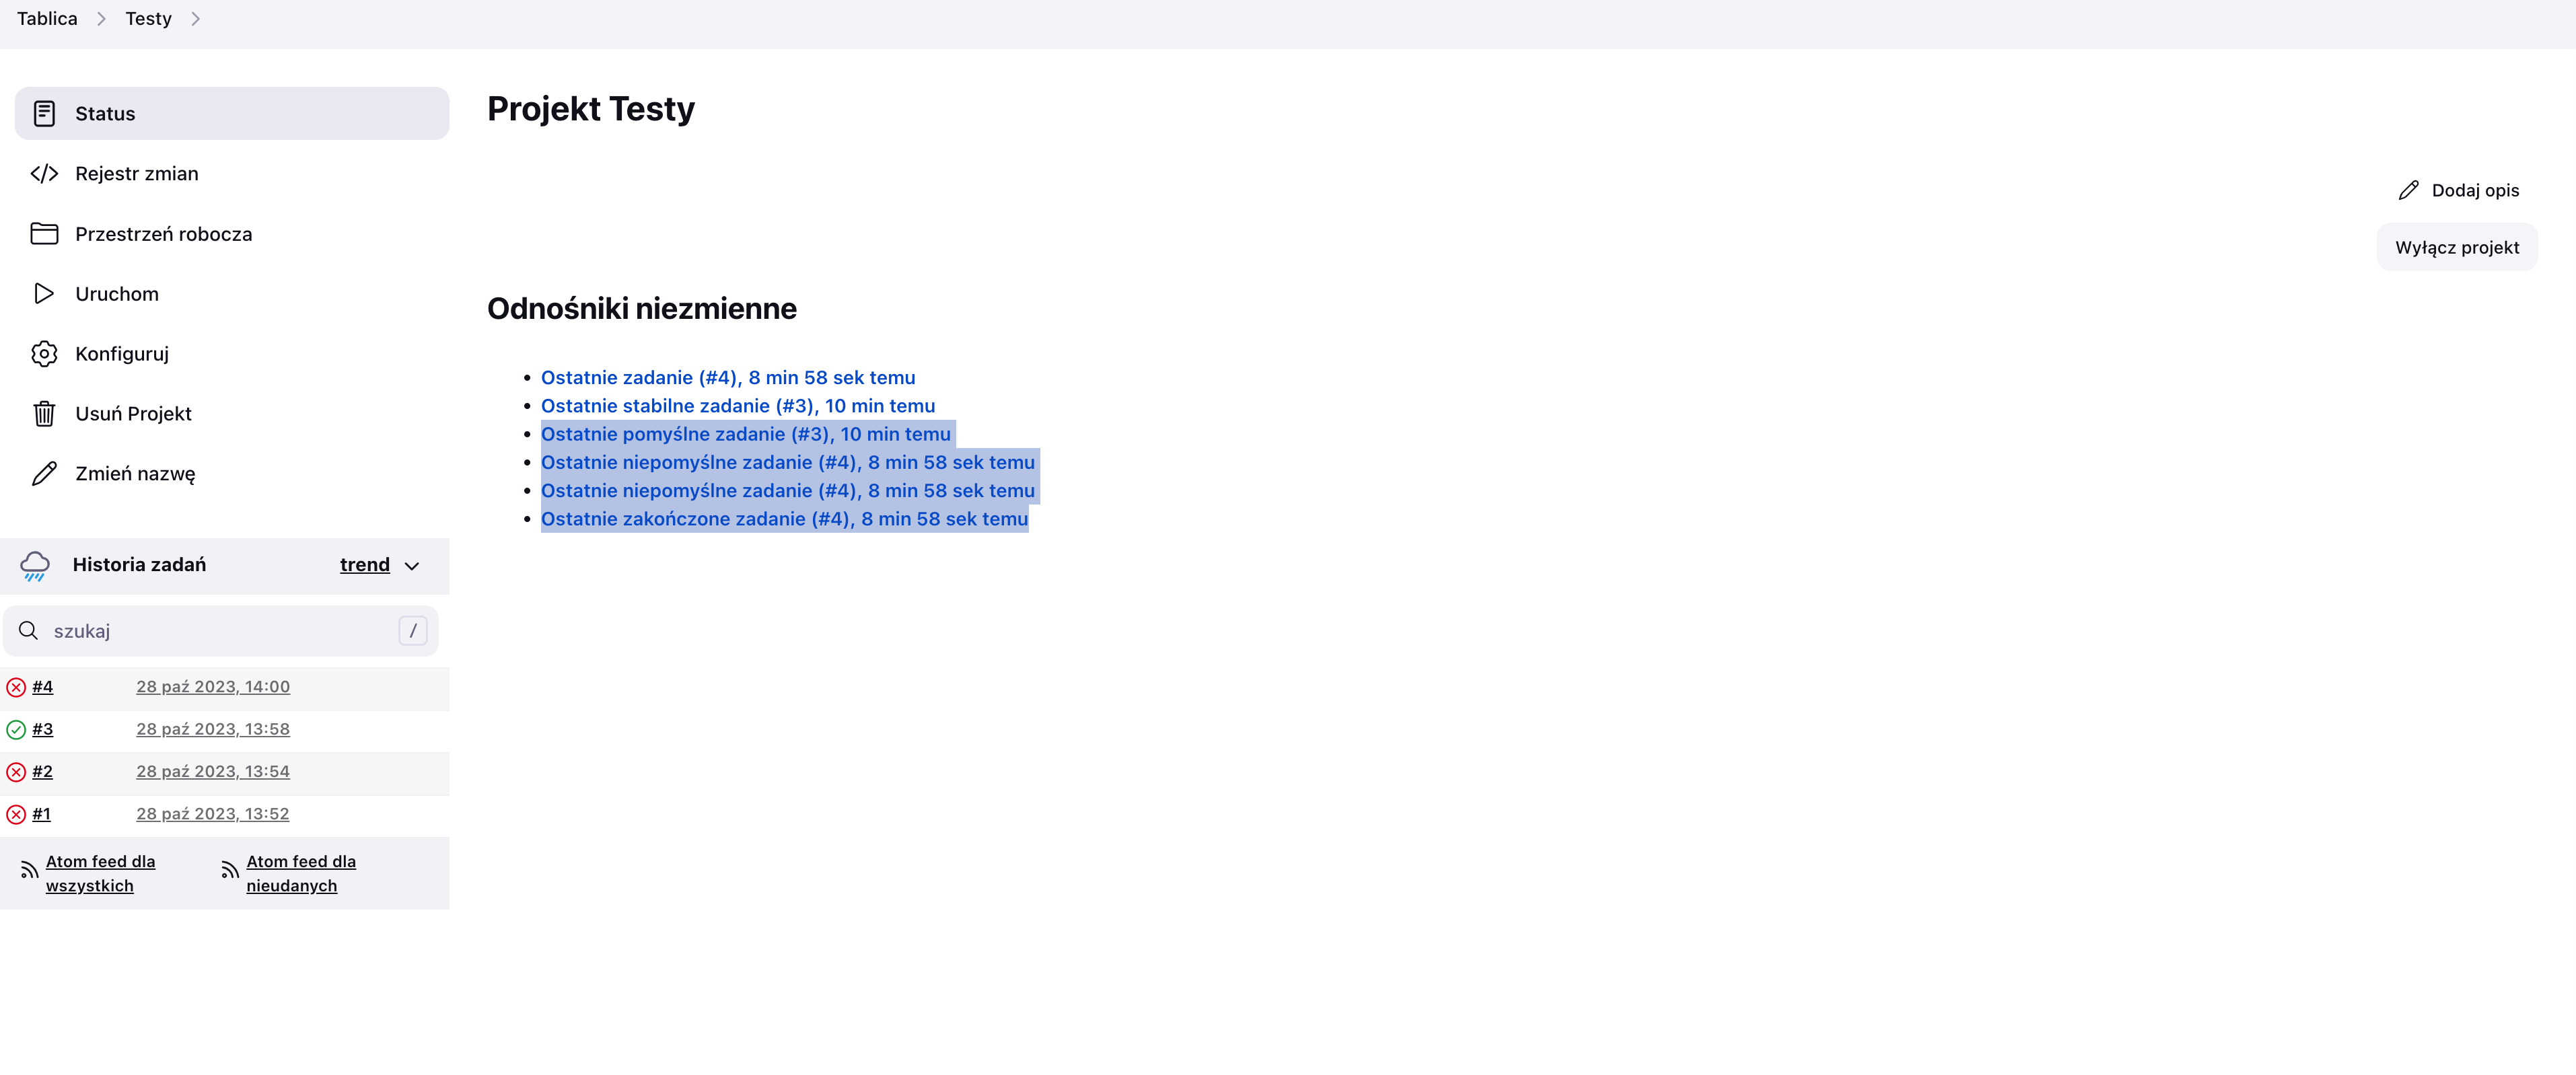 Tablica
Testy
Status
Rejestr zmian
Przestrzeń robocza
Uruchom
Konfiguruj
Usuń Projekt
Zmień nazwę
Historia zadań
trend
szukaj
/
#4 28 paź 2023, 14:00
#3 28 paź 2023, 13:58
#2 28 paź 2023, 13:54
#1 28 paź 2023, 13:52
Atom feed dla
wszystkich
Atom feed dla
nieudanych
Projekt Testy
Dodaj opis
Wyłącz projekt
Odnośniki niezmienne
Ostatnie zadanie (#4), 8 min 58 sek temu
Ostatnie stabilne zadanie (#3), 10 min temu
Ostatnie pomyślne zadanie (#3), 10 min temu
Ostatnie niepomyślne zadanie (#4), 8 min 58 sek temu
Ostatnie niepomyślne zadanie (#4), 8 min 58 sek temu
Ostatnie zakończone zadanie (#4), 8 min 58 sek temu